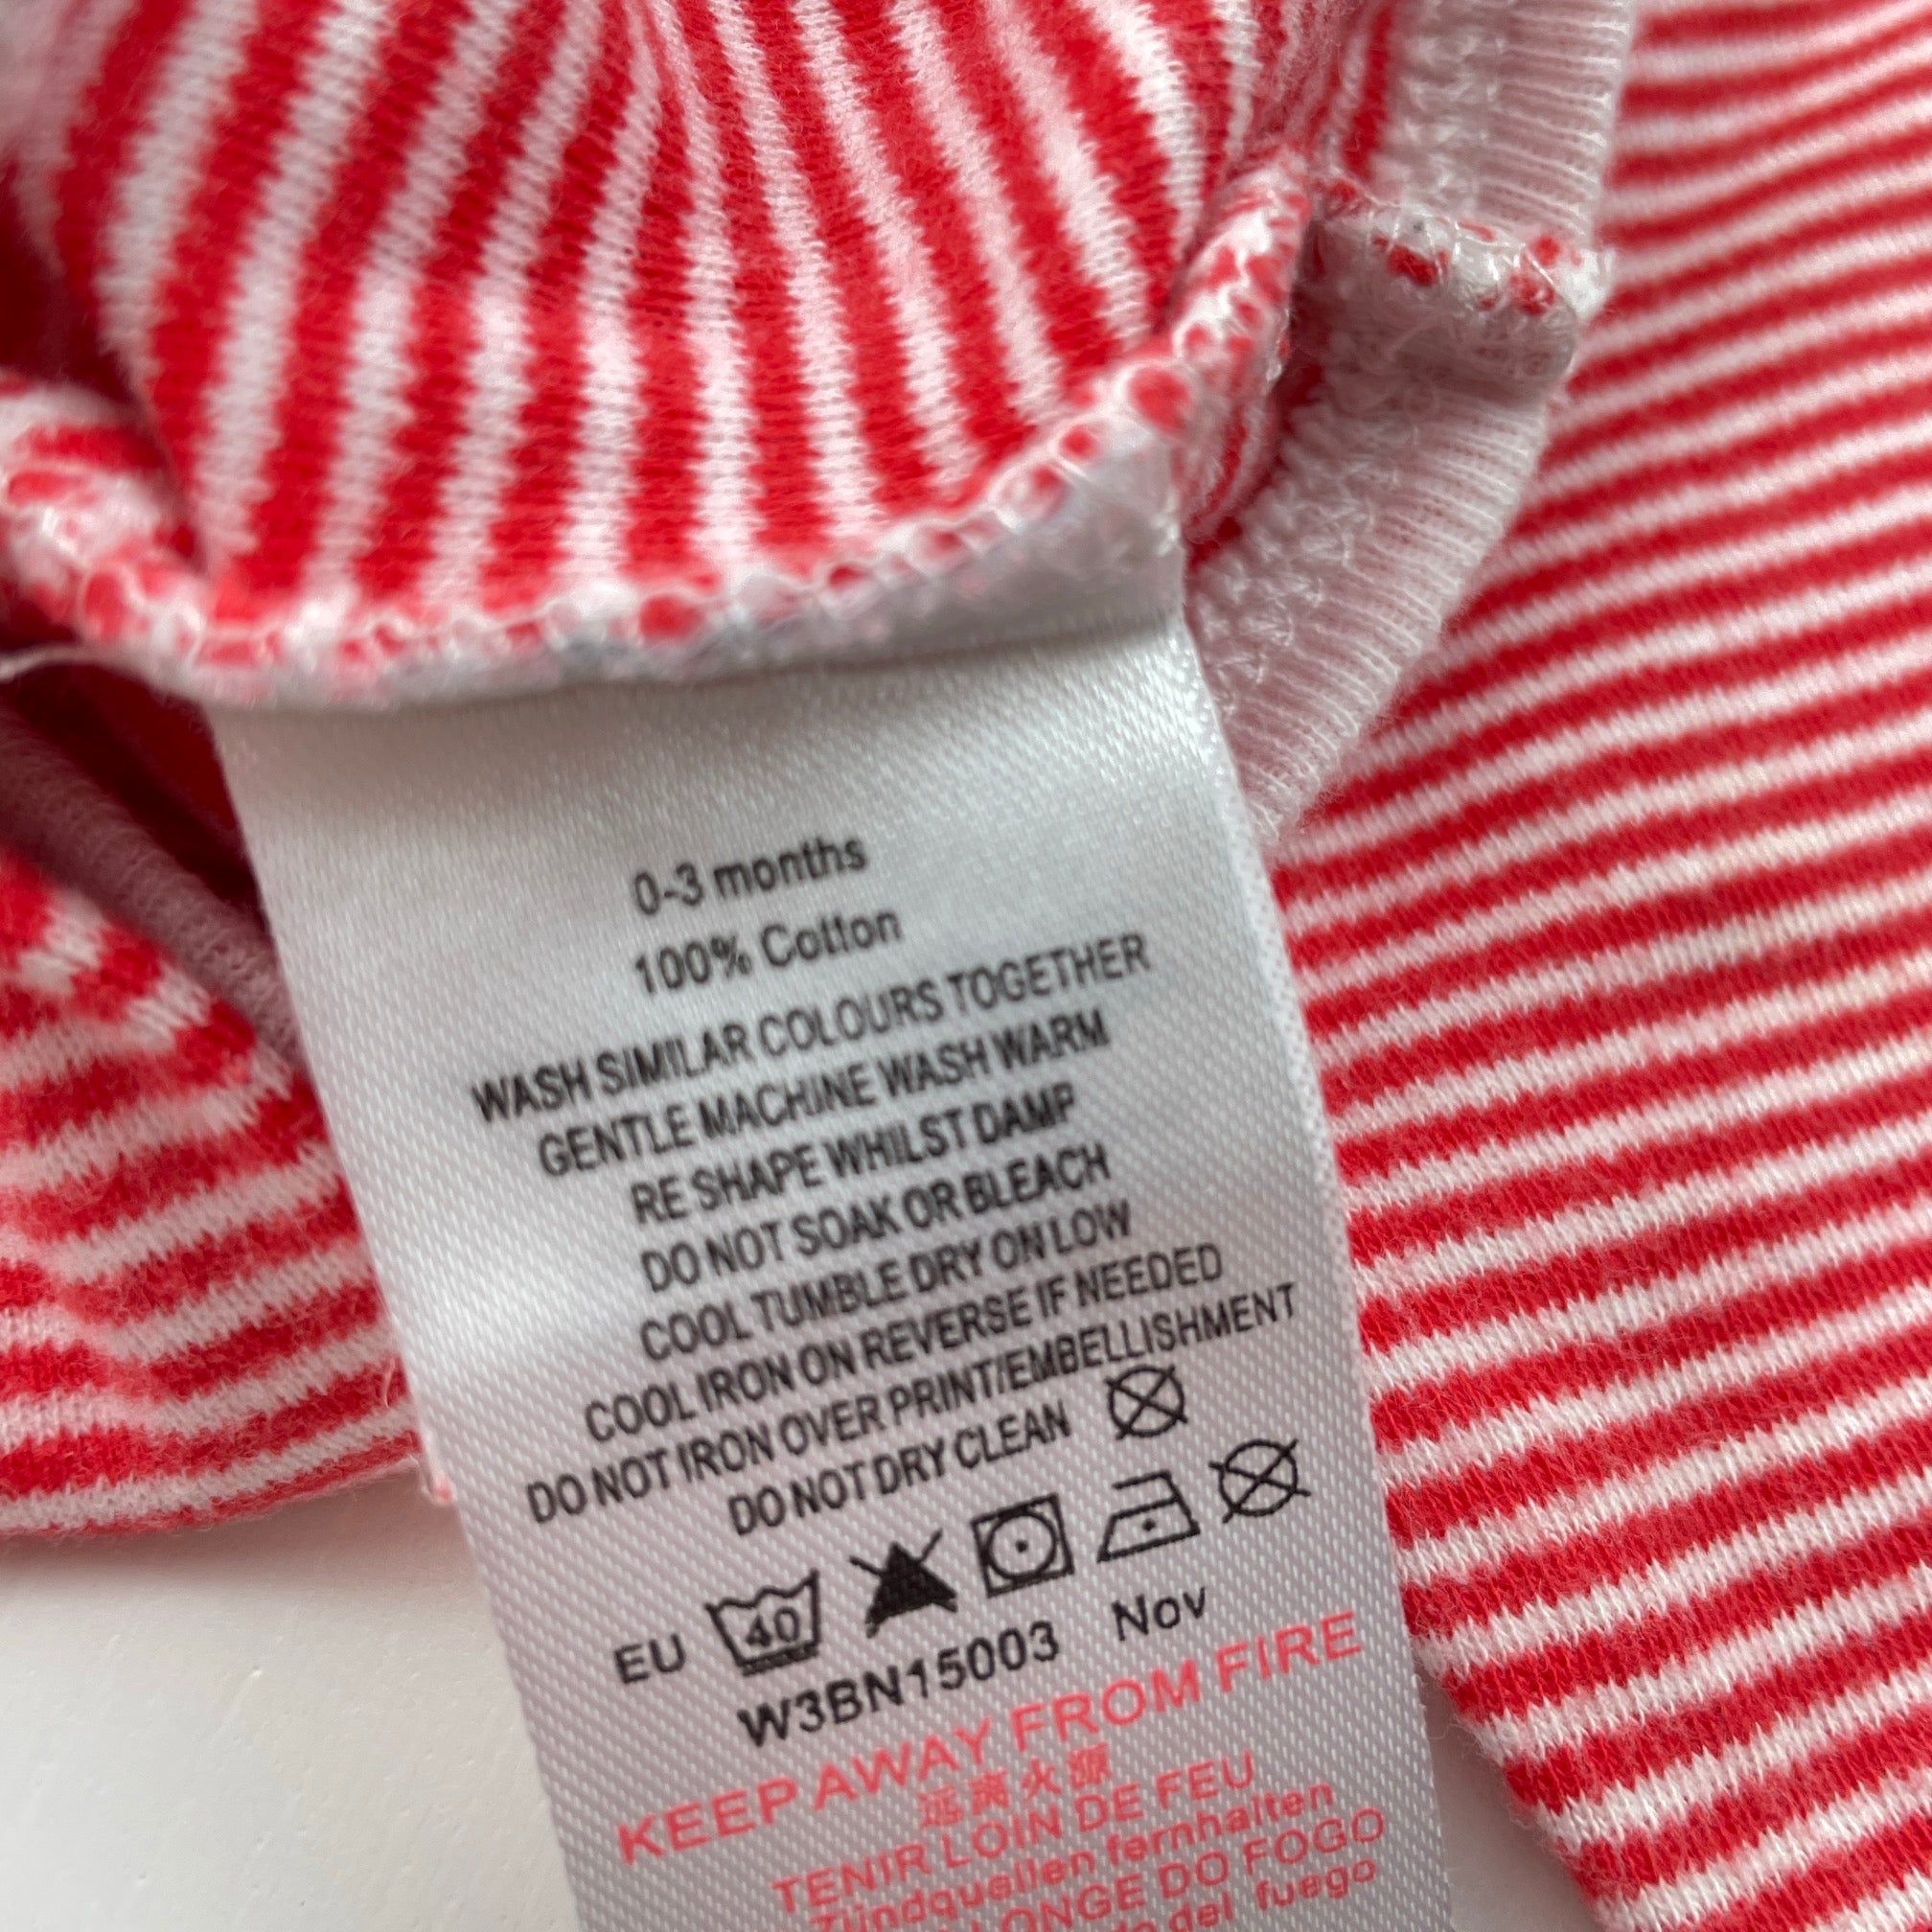 0-3 months
100% Cotton
WASH SIMILAR COLOURS TOGETHER
GENTLE MACHINE WASH WARM
RE SHAPE WHILST DAMP
DO NOT SOAK OR BLEACH
COOL TUMBLE DRY ON LOW
COOL IRON ON REVERSE IF NEEDED
DO NOT IRON OVER PRINT/EMBELLISHMENT
DO NOT DRY CLEAN
EU 40
W3BN15003 Nov
KEEP AWAY FROM FIRE
远离火源
TENIR LOIN DE FEU
Zündquellen fernhalten
LONGE DO FOGO
del fuego